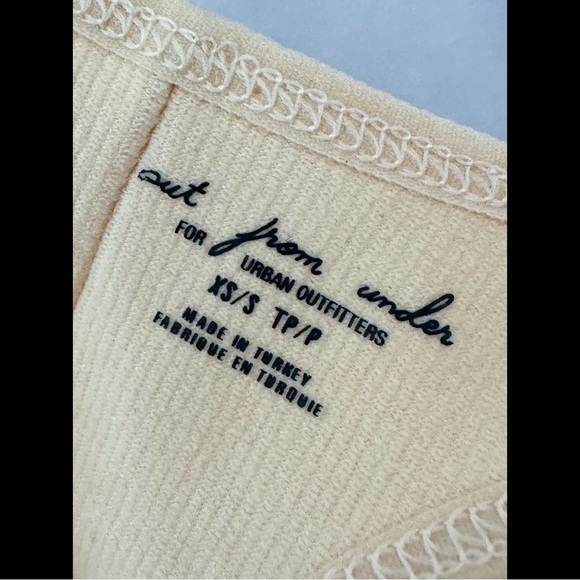 out from under
FOR URBAN OUTFITTERS
XS/S TP/P
MADE IN TURKEY
FABRIQUE EN TURQUIE